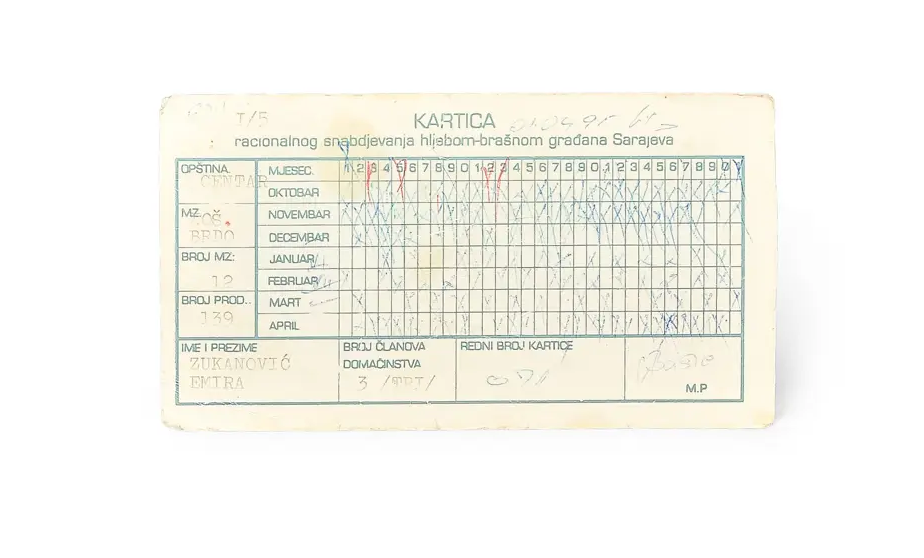 I/5
KARTICA
racionalnog snabdjevanja hljebom-brašnom građana Sarajeva
OPŠTINA
CENTAR
MZ.
BRDO
BROJ MZ:
12
BROJ PROD..
139
MJESEC. 1 2 3 4 5 6 7 8 9 0 1 2 3 4 5 6 7 8 9 0 1 2 3 4 5 6 7 8 9 0
OKTOBAR
NOVEMBAR
DECEMBAR
JANUAR
FEBRUAR
MART
APRIL
IME I PREZIME
ZUKANOVIĆ
EMIRA
BROJ ČLANOVA
DOMAĆINSTVA
3 /TRI/
REDNI BROJ KARTICE
M.P